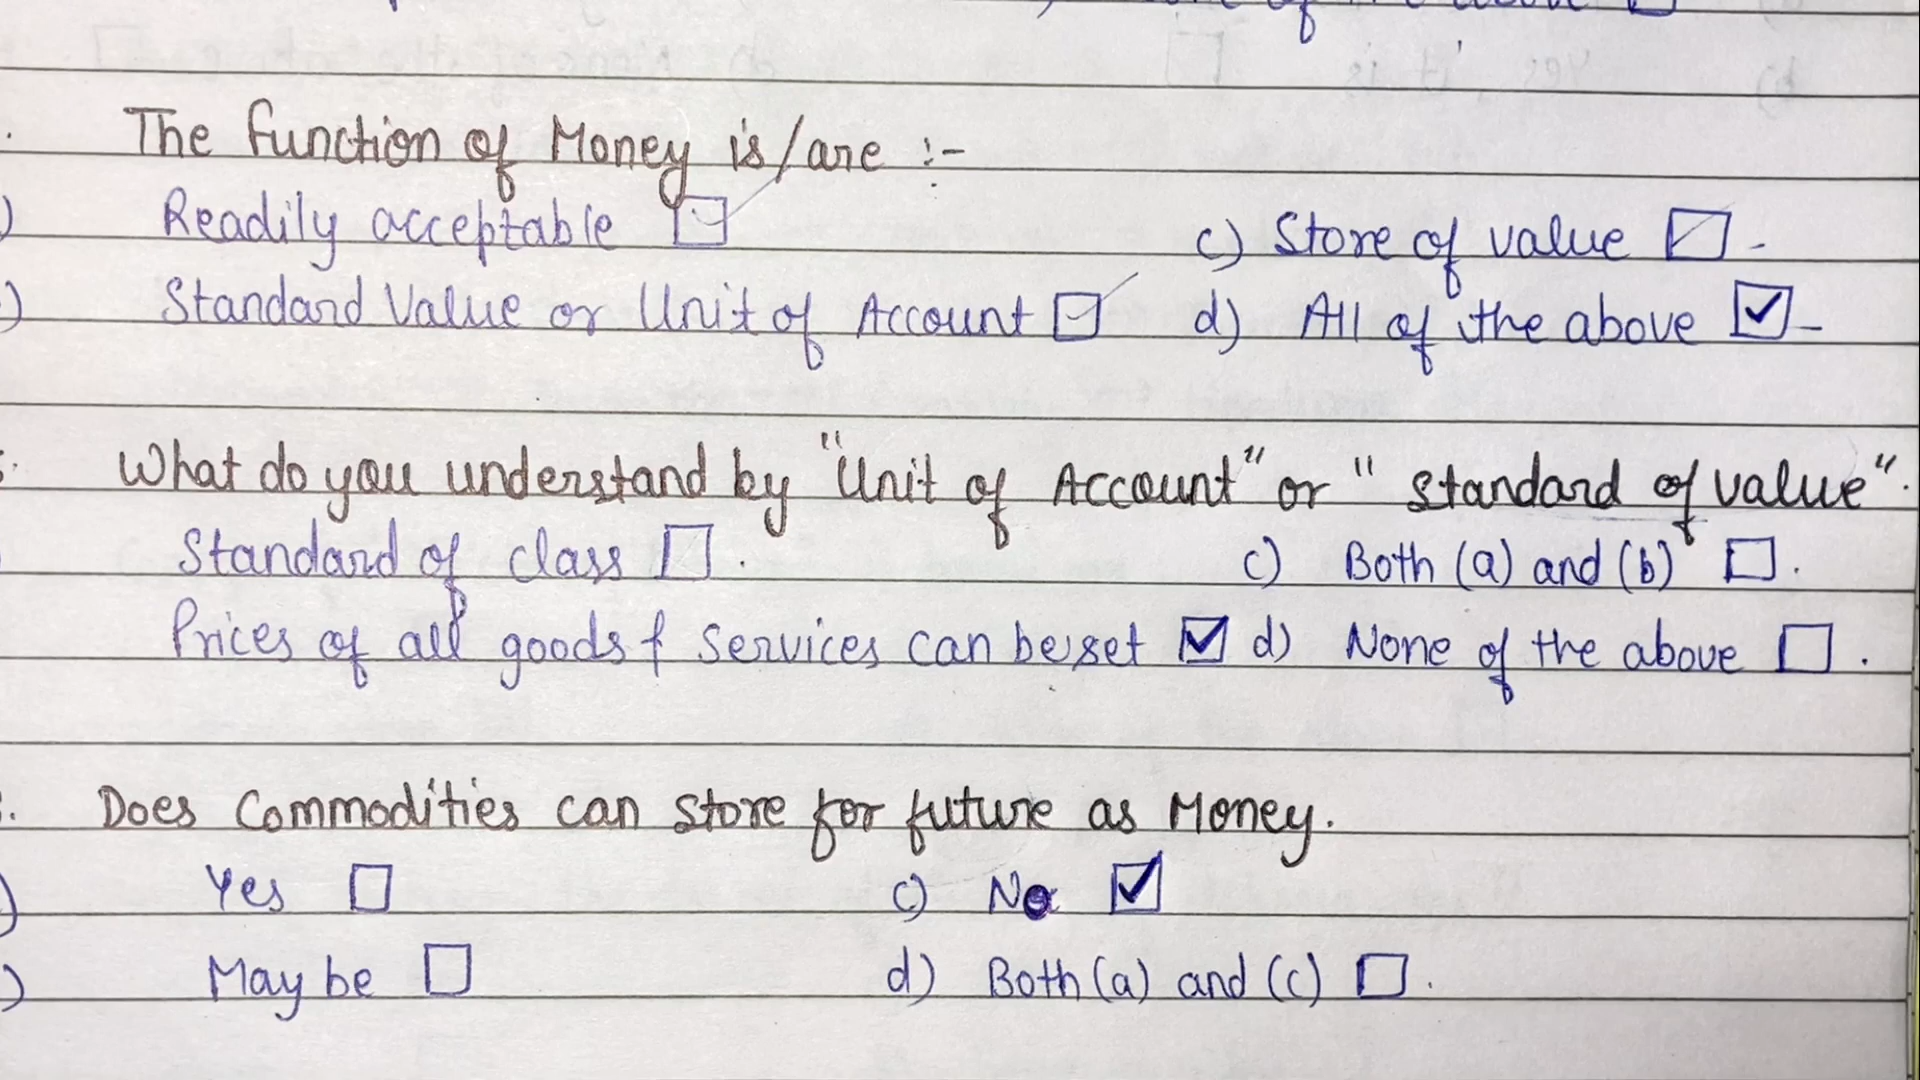 The function of Money is/are :-
) Readily acceptable c) Store of value
) Standard Value or Unit of Account d) All of the above
What do you understand by "Unit of Account" or "standard of value".
Standard of class c) Both (a) and (b)
Prices of all goods & services can be set d) None of the above
Does Commodities can store for future as Money.
) Yes c) No
) May be d) Both (a) and (c)